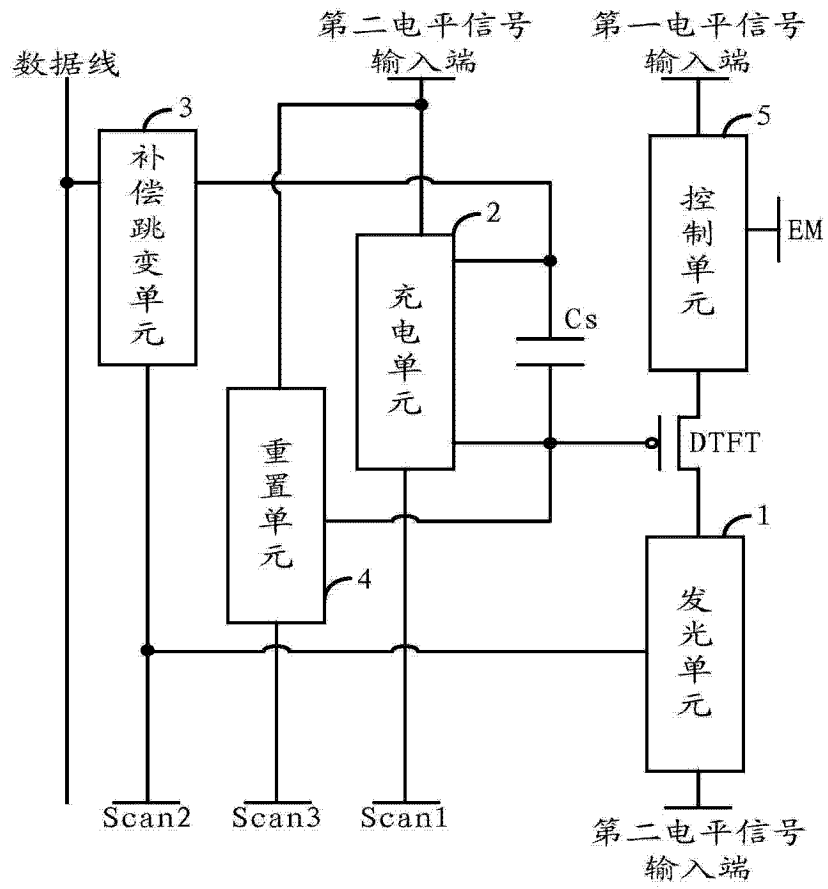 第二电平信号
输入端
第一电平信号
输入端
数据线
3
补偿跳变单元
2
充电单元
5
控制单元
EM
Cs
DTFT
重置单元
4
1
发光单元
Scan2
Scan3
Scan1
第二电平信号
输入端